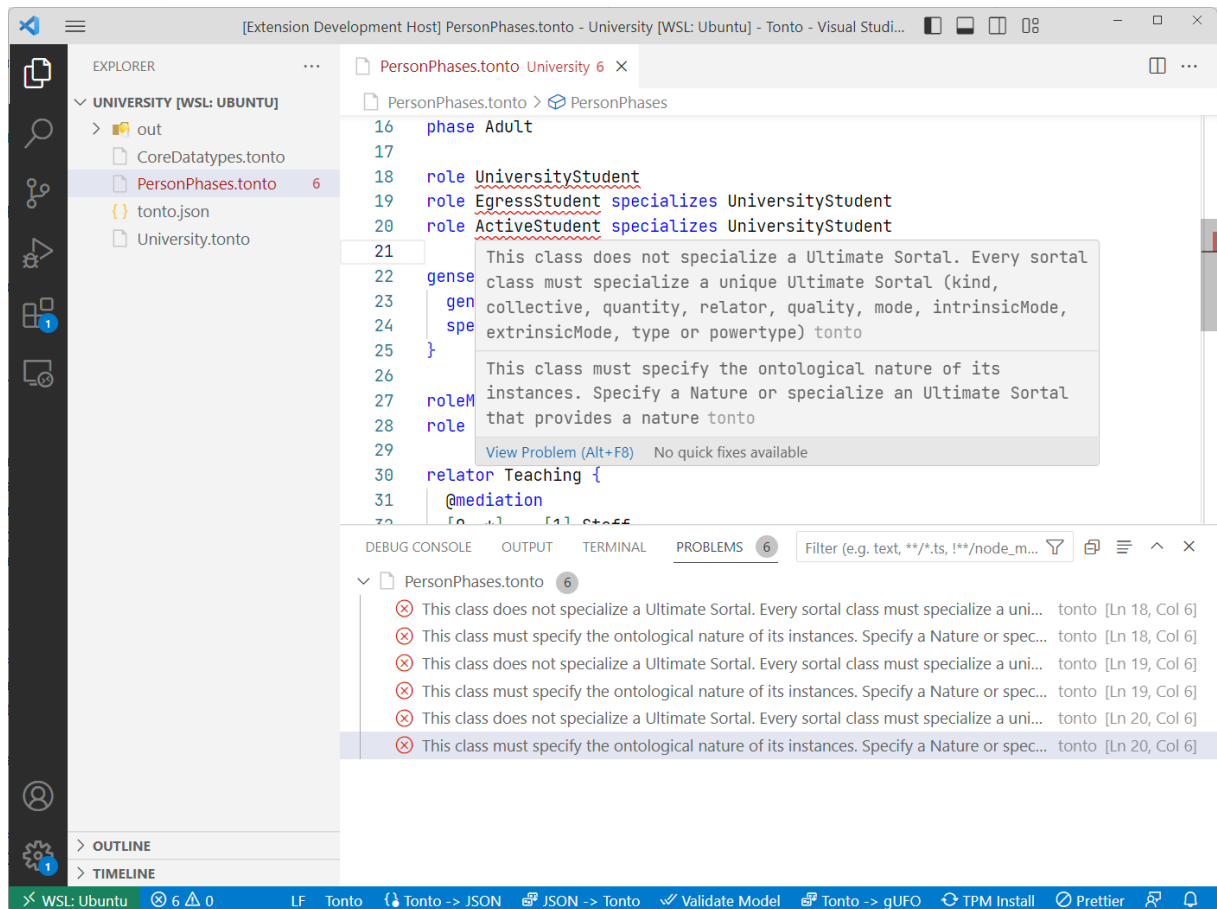 [Extension Development Host] PersonPhases.tonto - University [WSL: Ubuntu] - Tonto - Visual Studi...
EXPLORER
UNIVERSITY [WSL: UBUNTU]
out
CoreDatatypes.tonto
PersonPhases.tonto 6
{} tonto.json
University.tonto
1
1
OUTLINE
TIMELINE
PersonPhases.tonto University 6
PersonPhases.tonto > PersonPhases
16 phase Adult
17
18 role UniversityStudent
19 role EgressStudent specializes UniversityStudent
20 role ActiveStudent specializes UniversityStudent
21
22 gense
23 gen
24 spe
25 }
26
27 roleM
28 role
29
30 relator Teaching {
31 @mediation
This class does not specialize a Ultimate Sortal. Every sortal
class must specialize a unique Ultimate Sortal (kind,
collective, quantity, relator, quality, mode, intrinsicMode,
extrinsicMode, type or powertype) tonto
This class must specify the ontological nature of its
instances. Specify a Nature or specialize an Ultimate Sortal
that provides a nature tonto
View Problem (Alt+F8) No quick fixes available
DEBUG CONSOLE OUTPUT TERMINAL PROBLEMS 6 Filter (e.g. text, **/*.ts, !**/node_m...
PersonPhases.tonto 6
This class does not specialize a Ultimate Sortal. Every sortal class must specialize a uni... tonto [Ln 18, Col 6]
This class must specify the ontological nature of its instances. Specify a Nature or spec... tonto [Ln 18, Col 6]
This class does not specialize a Ultimate Sortal. Every sortal class must specialize a uni... tonto [Ln 19, Col 6]
This class must specify the ontological nature of its instances. Specify a Nature or spec... tonto [Ln 19, Col 6]
This class does not specialize a Ultimate Sortal. Every sortal class must specialize a uni... tonto [Ln 20, Col 6]
This class must specify the ontological nature of its instances. Specify a Nature or spec... tonto [Ln 20, Col 6]
WSL: Ubuntu 6 0 LF Tonto Tonto -> JSON JSON -> Tonto Validate Model Tonto -> gUFO TPM Install Prettier